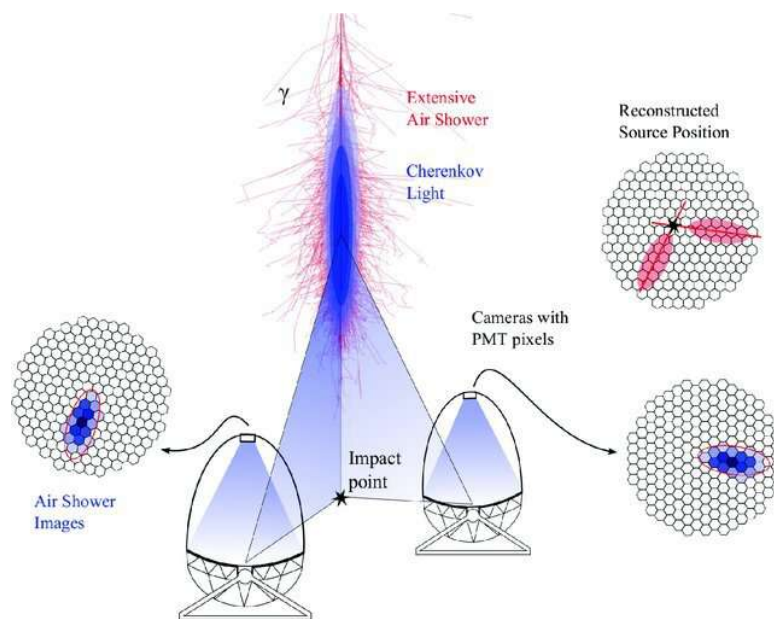 γ
Extensive
Air Shower
Cherenkov
Light
Reconstructed
Source Position
Cameras with
PMT pixels
Impact
point
Air Shower
Images